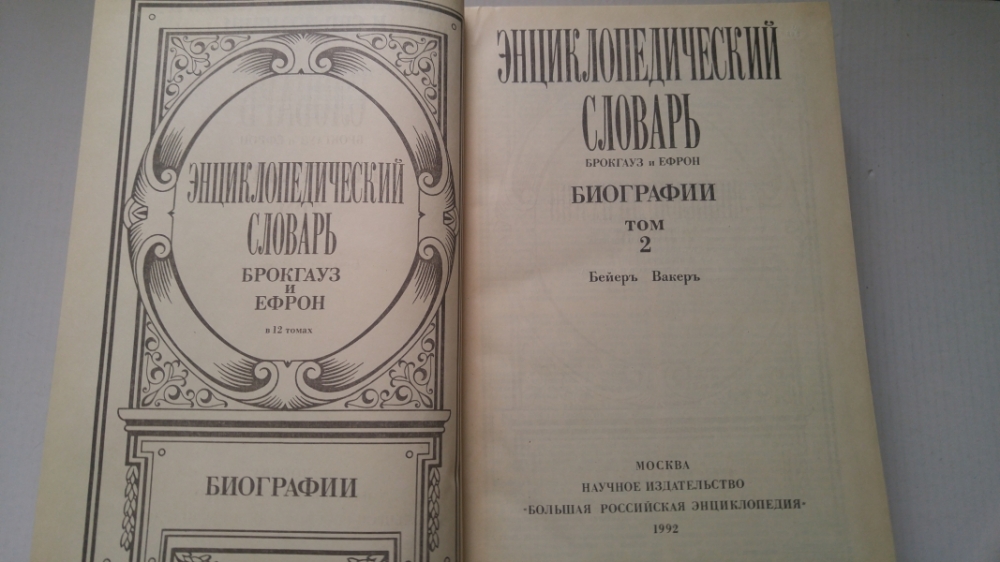 ЭНЦИКЛОПЕДИЧЕСКИЙ
СЛОВАРЬ
БРОКГАУЗ
и
ЕФРОН
в 12 томах
БИОГРАФИИ
ЭНЦИКЛОПЕДИЧЕСКИЙ
СЛОВАРЬ
БРОКГАУЗ и ЕФРОН
БИОГРАФИИ
ТОМ
2
Бейеръ Вакеръ
МОСКВА
НАУЧНОЕ ИЗДАТЕЛЬСТВО
«БОЛЬШАЯ РОССИЙСКАЯ ЭНЦИКЛОПЕДИЯ»
1992